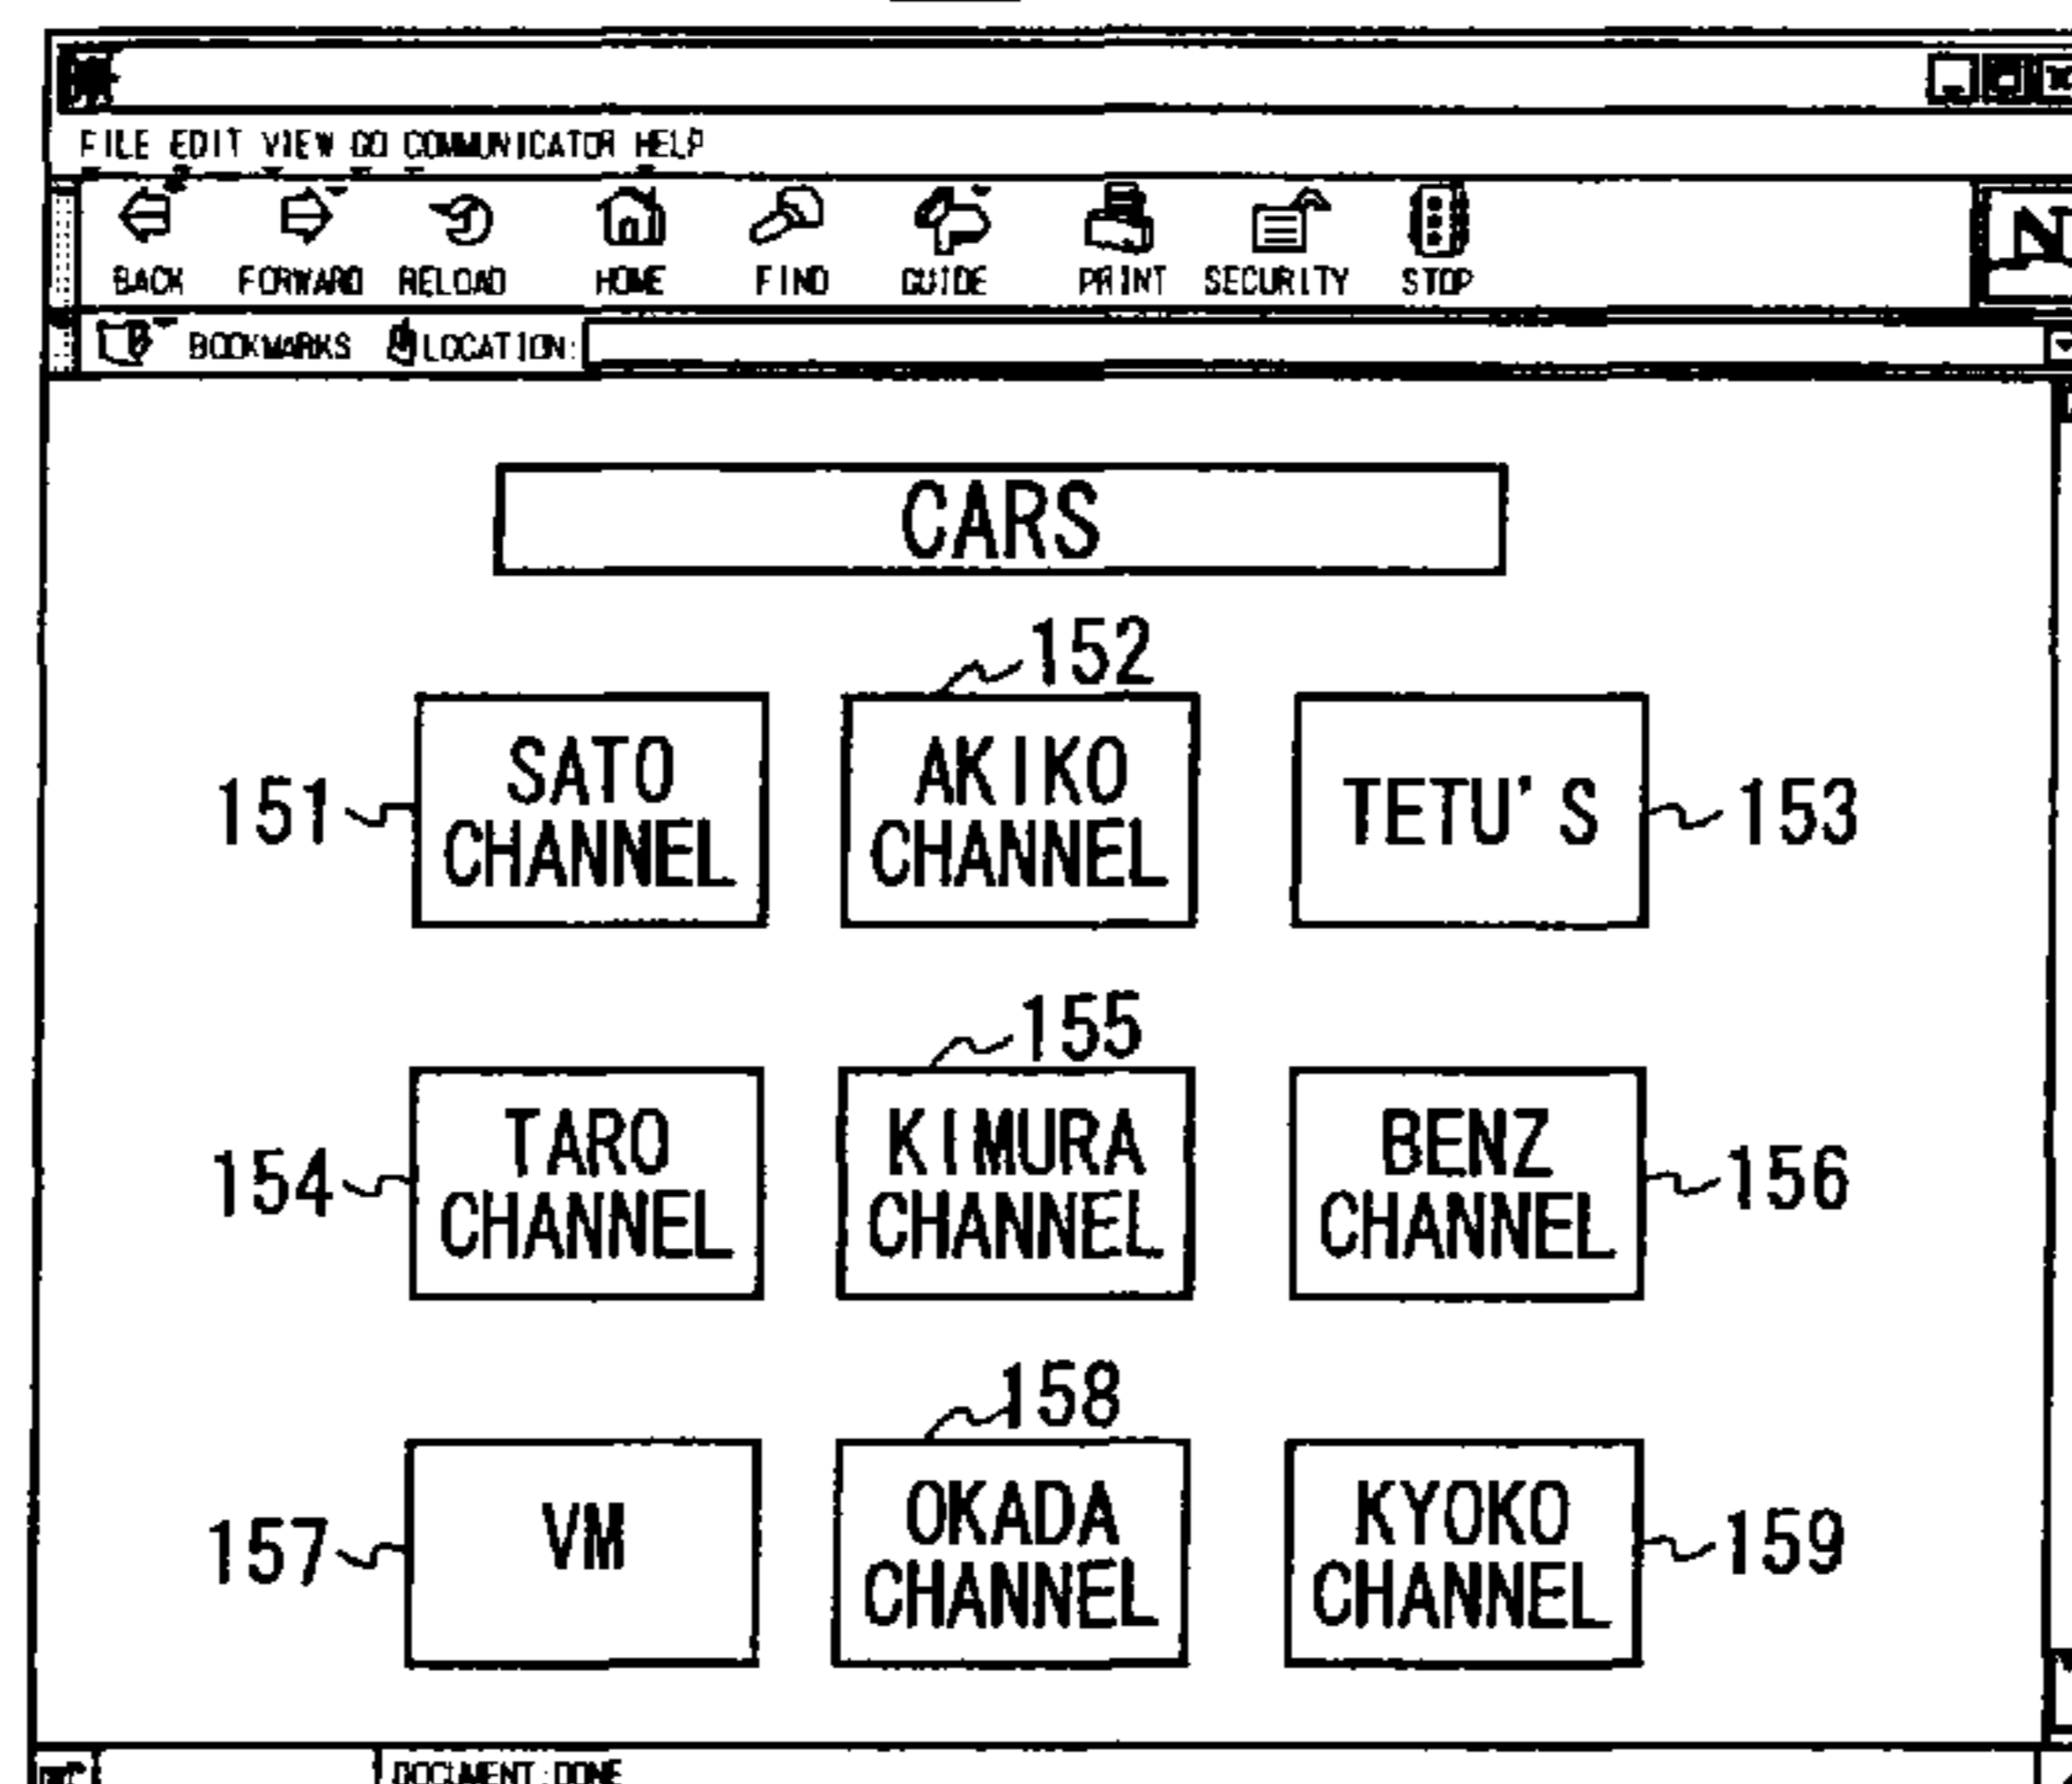 FILE EDIT VIEW GO COMMUNICATOR HELP
BACK FORWARD RELOAD HOME FIND GUIDE PRINT SECURITY STOP
N
BOOKMARKS LOCATION:
CARS
152
151 SATO CHANNEL AKIKO CHANNEL TETU'S 153
155
154 TARO CHANNEL KIMURA CHANNEL BENZ CHANNEL 156
158
157 VM OKADA CHANNEL KYOKO CHANNEL 159
DOCUMENT:DONE